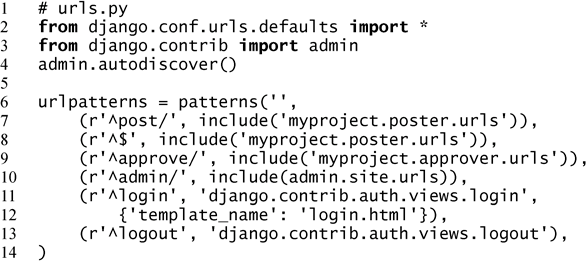 1 # urls.py
2 from django.conf.urls.defaults import *
3 from django.contrib import admin
4 admin.autodiscover()
5
6 urlpatterns = patterns('',
7     (r'^post/', include('myproject.poster.urls')),
8     (r'^$', include('myproject.poster.urls')),
9     (r'^approve/', include('myproject.approver.urls')),
10     (r'^admin/', include(admin.site.urls)),
11     (r'^login', 'django.contrib.auth.views.login',
12         {'template_name': 'login.html'}),
13     (r'^logout', 'django.contrib.auth.views.logout'),
14 )